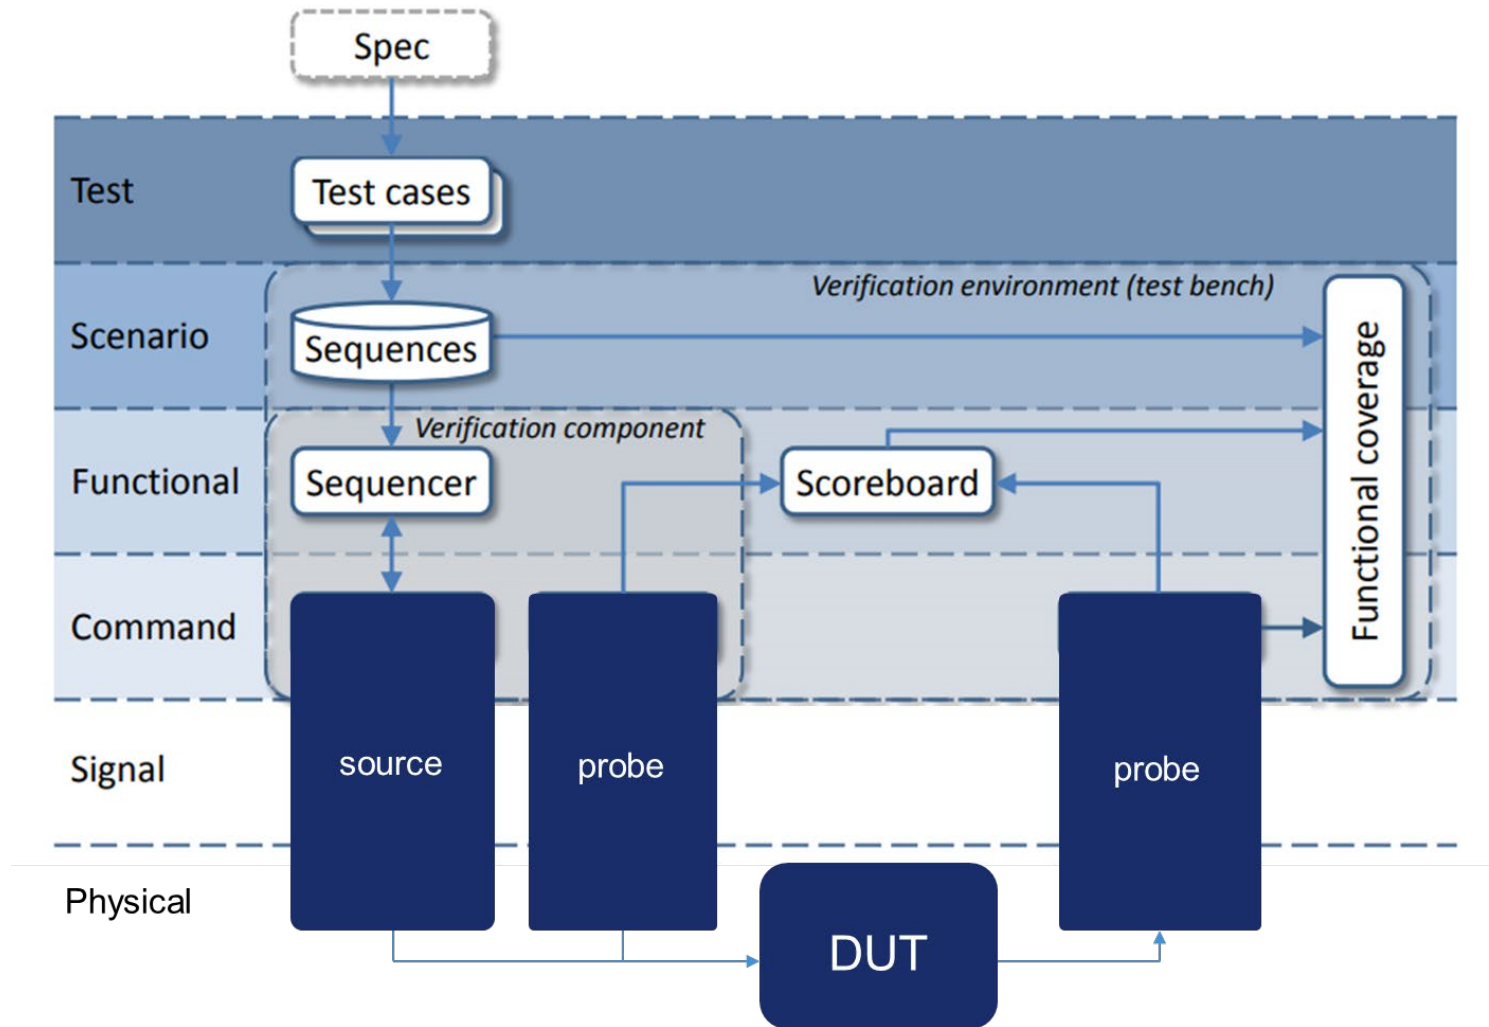 Spec
Test
Test cases
Verification environment (test bench)
Scenario
Sequences
Functional coverage
Verification component
Functional
Sequencer
Scoreboard
Command
Signal
source
probe
probe
Physical
DUT